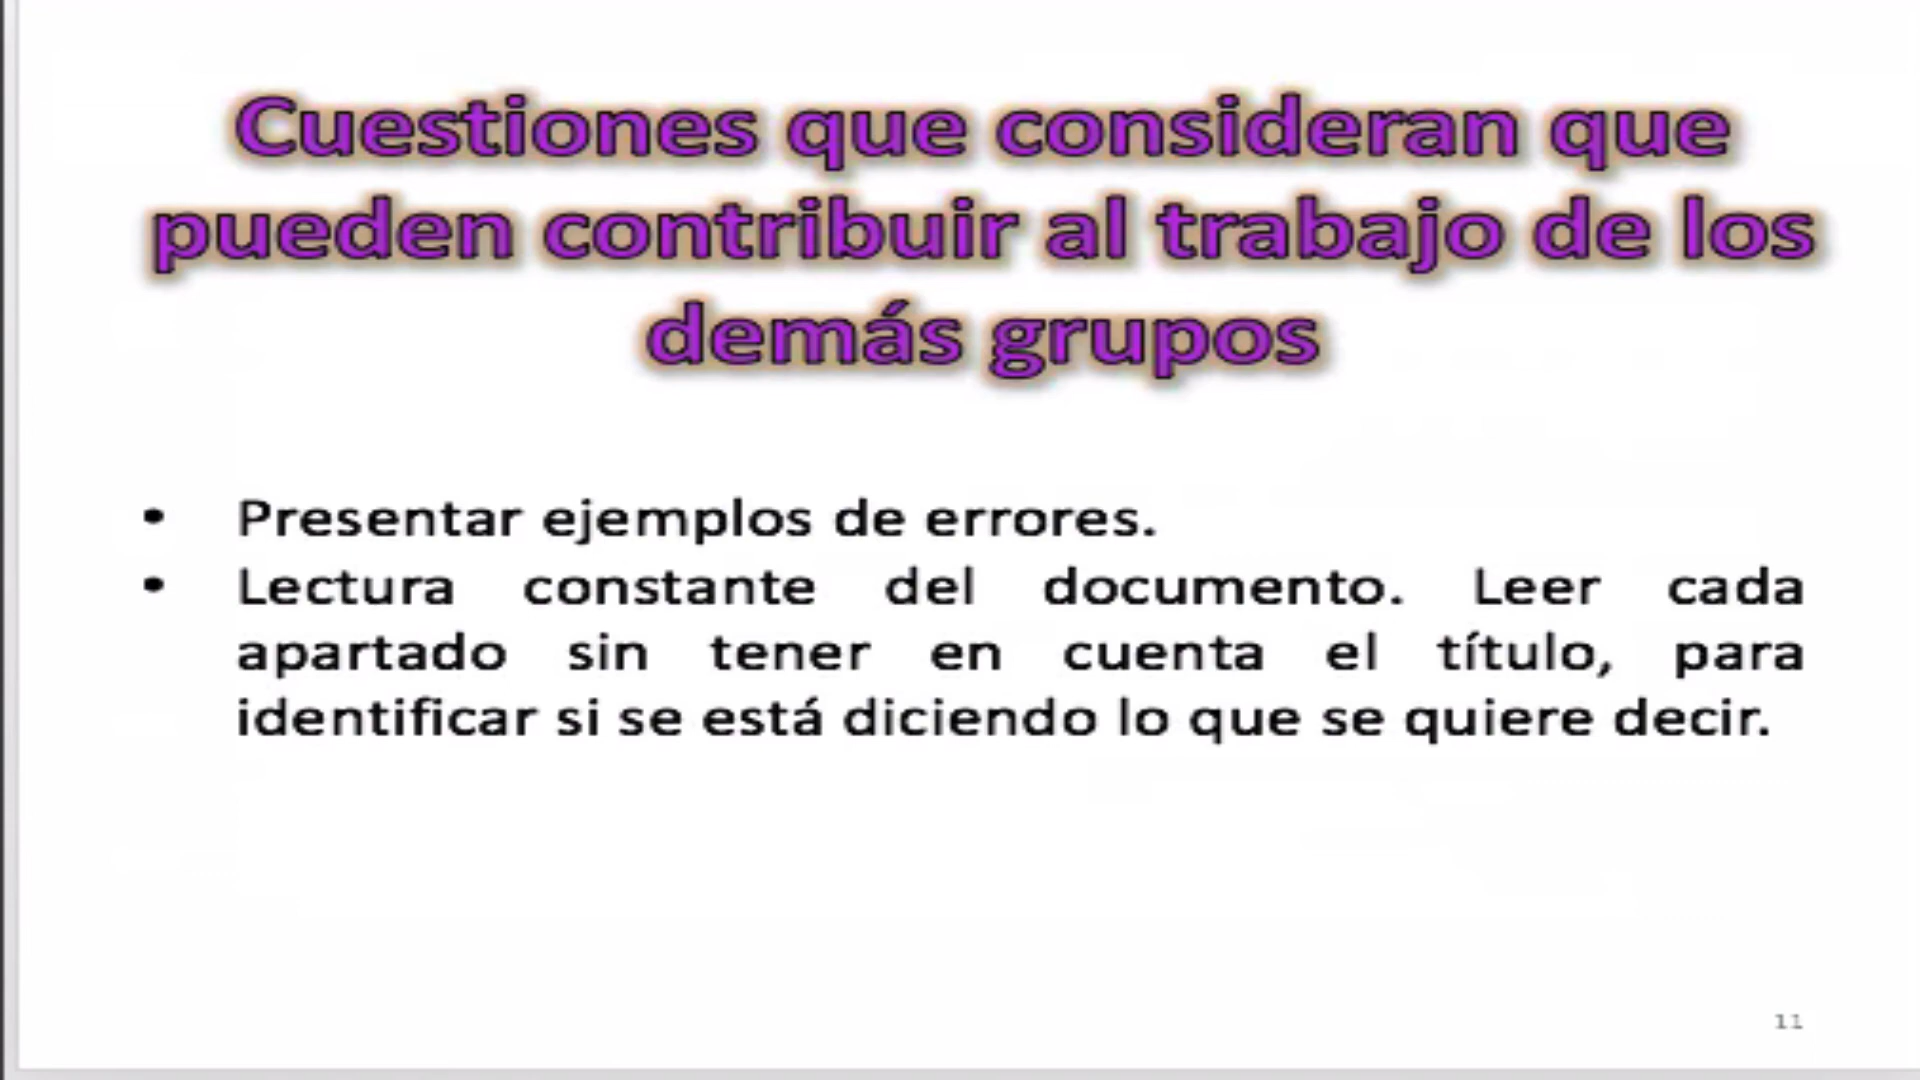 Cuestiones que consideran que
pueden contribuir al trabajo de los
demás grupos
• Presentar ejemplos de errores.
• Lectura constante del documento. Leer cada
apartado sin tener en cuenta el título, para
identificar si se está diciendo lo que se quiere decir.
11